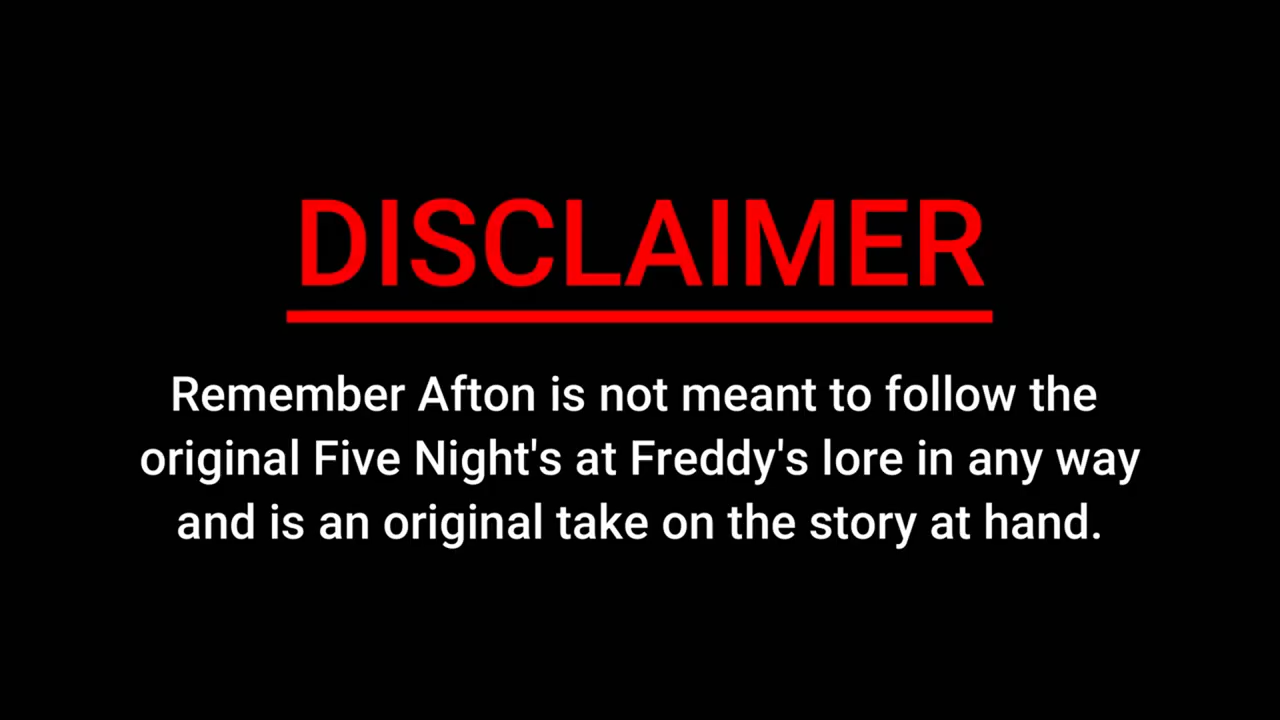 DISCLAIMER
Remember Afton is not meant to follow the
original Five Night's at Freddy's lore in any way
and is an original take on the story at hand.